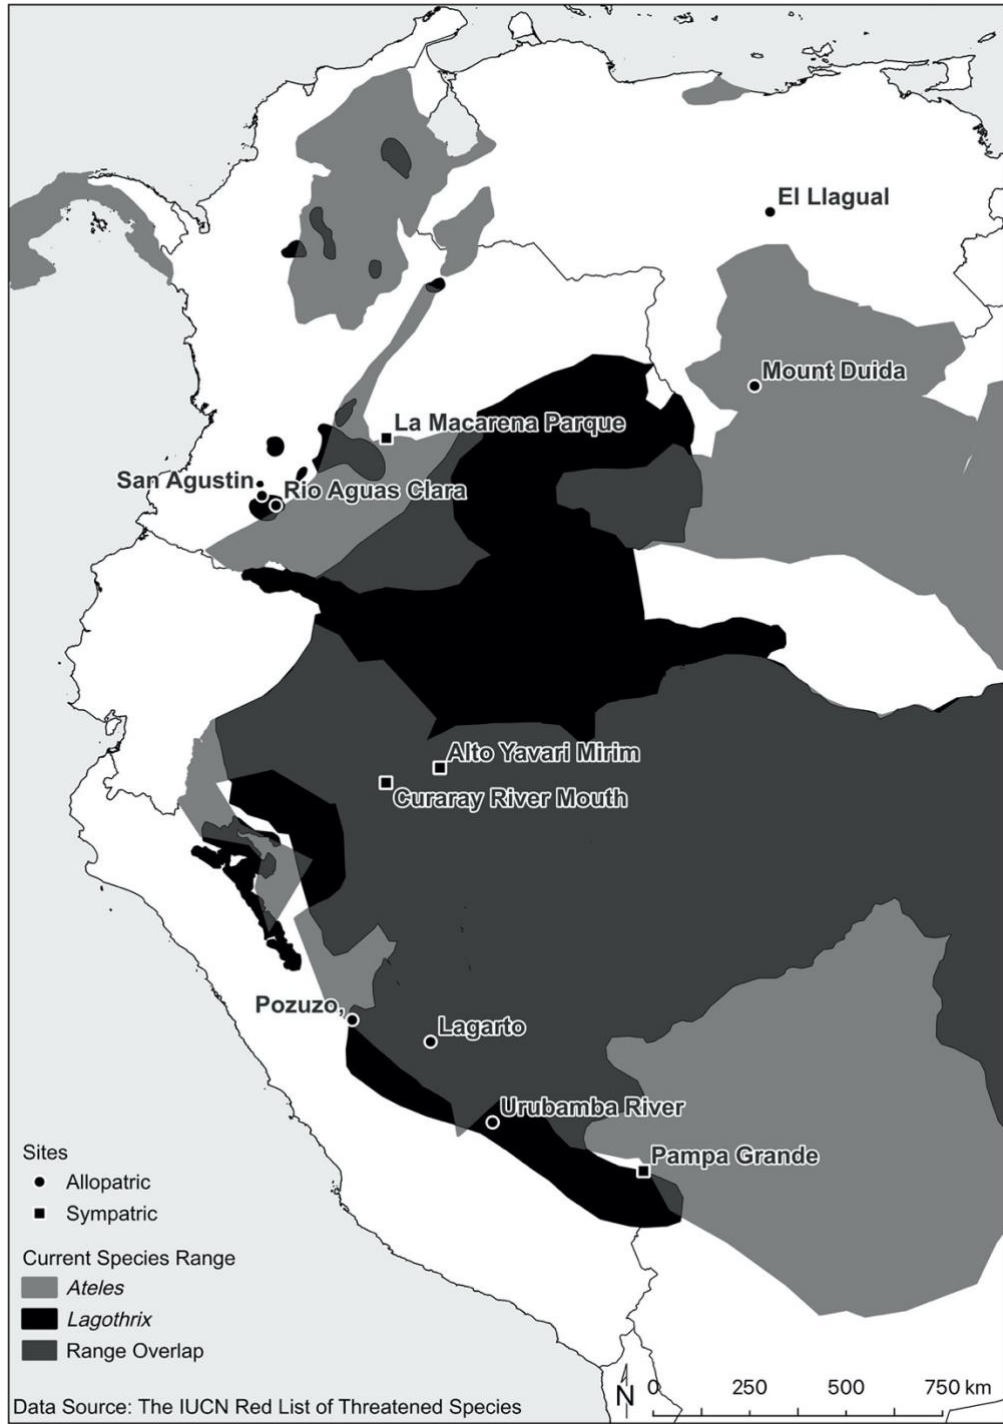 El Llagual
Mount Duida
La Macarena Parque
San Agustin
Rio Aguas Clara
Alto Yavari Mirim
Curaray River Mouth
Pozuzo,
Lagarto
Urubamba River
Pampa Grande
Sites
Allopatric
Sympatric
Current Species Range
Ateles
Lagothrix
Range Overlap
N
0 250 500 750 km
Data Source: The IUCN Red List of Threatened Species